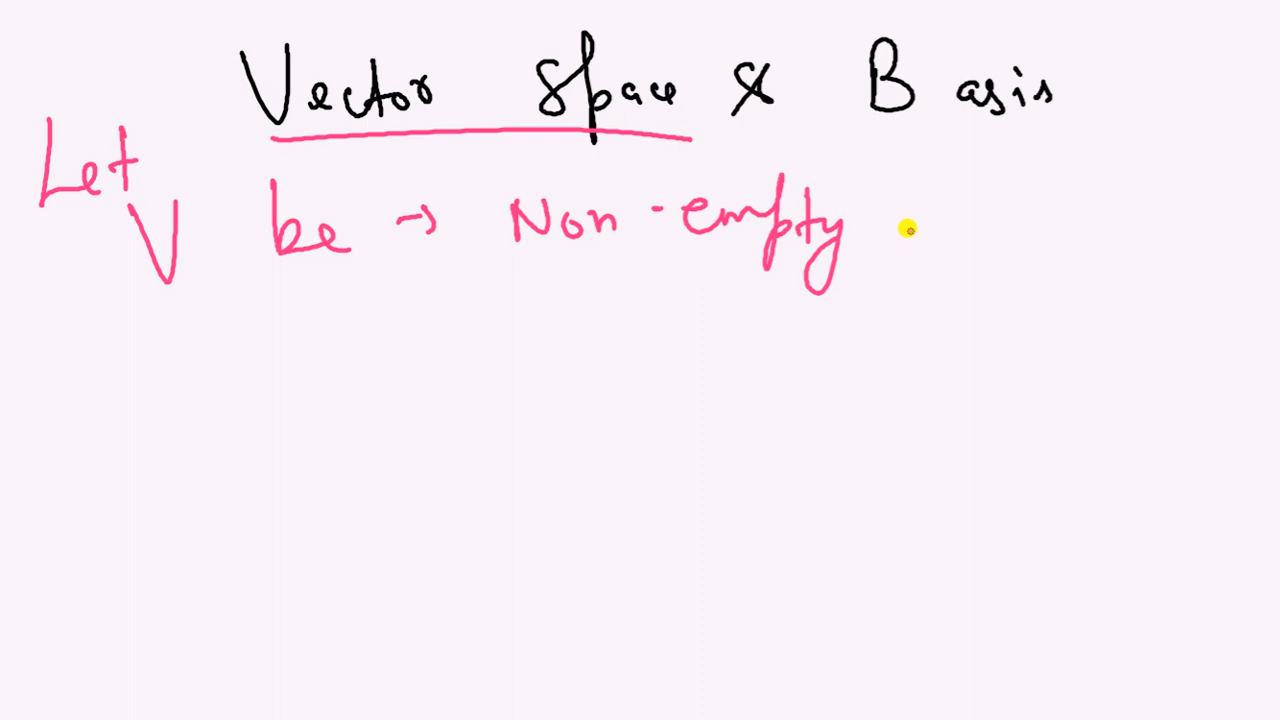 Vector Space & Basis
Let
V be → Non-empty